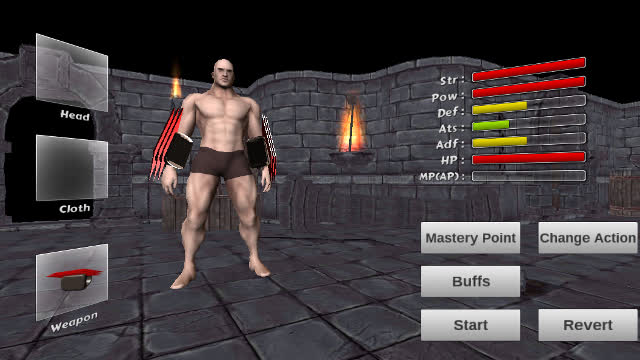 Head
Cloth
Weapon
Str :
Pow :
Def :
Ats :
Adf :
HP :
MP(AP) :
Mastery Point
Change Action
Buffs
Start
Revert